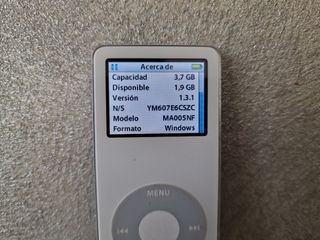 Acerca de
Capacidad 3,7 GB
Disponible 1,9 GB
Versión 1.3.1
N/S YM607E6CSZC
Modelo MA005NF
Formato Windows
MENU